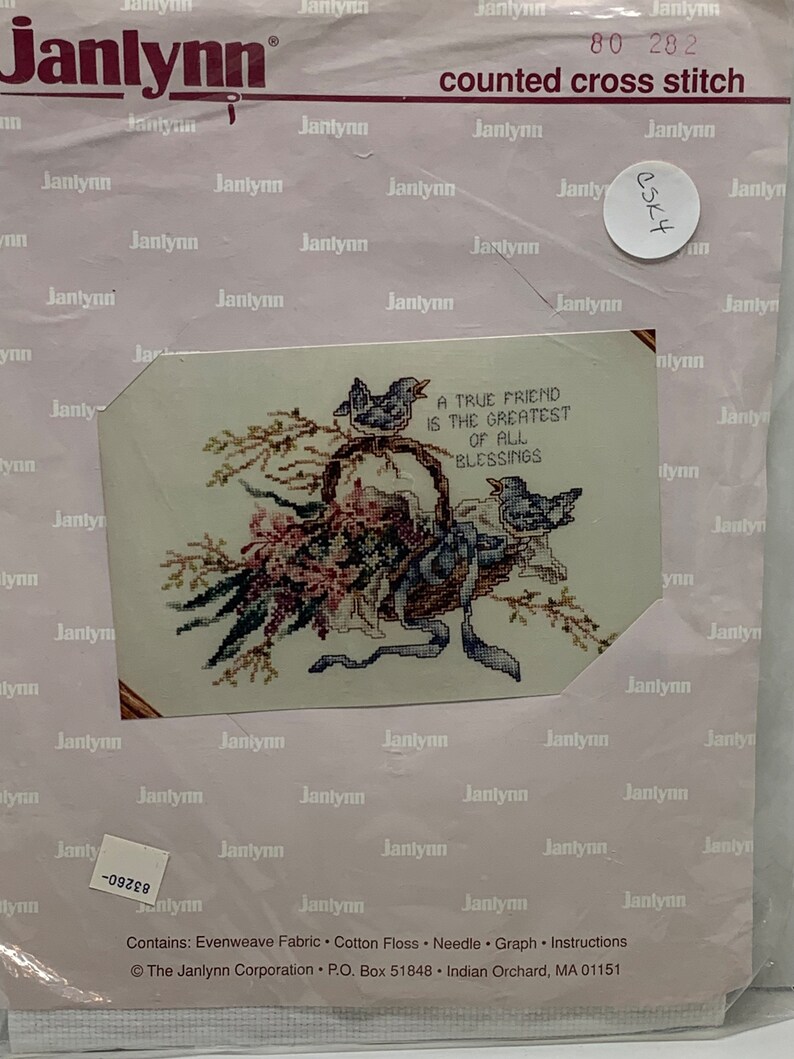 Janlynn®
80 282
counted cross stitch
CSK4
A TRUE FRIEND
IS THE GREATEST
OF ALL
BLESSINGS
83260-
Contains: Evenweave Fabric • Cotton Floss • Needle • Graph • Instructions
© The Janlynn Corporation • P.O. Box 51848 • Indian Orchard, MA 01151